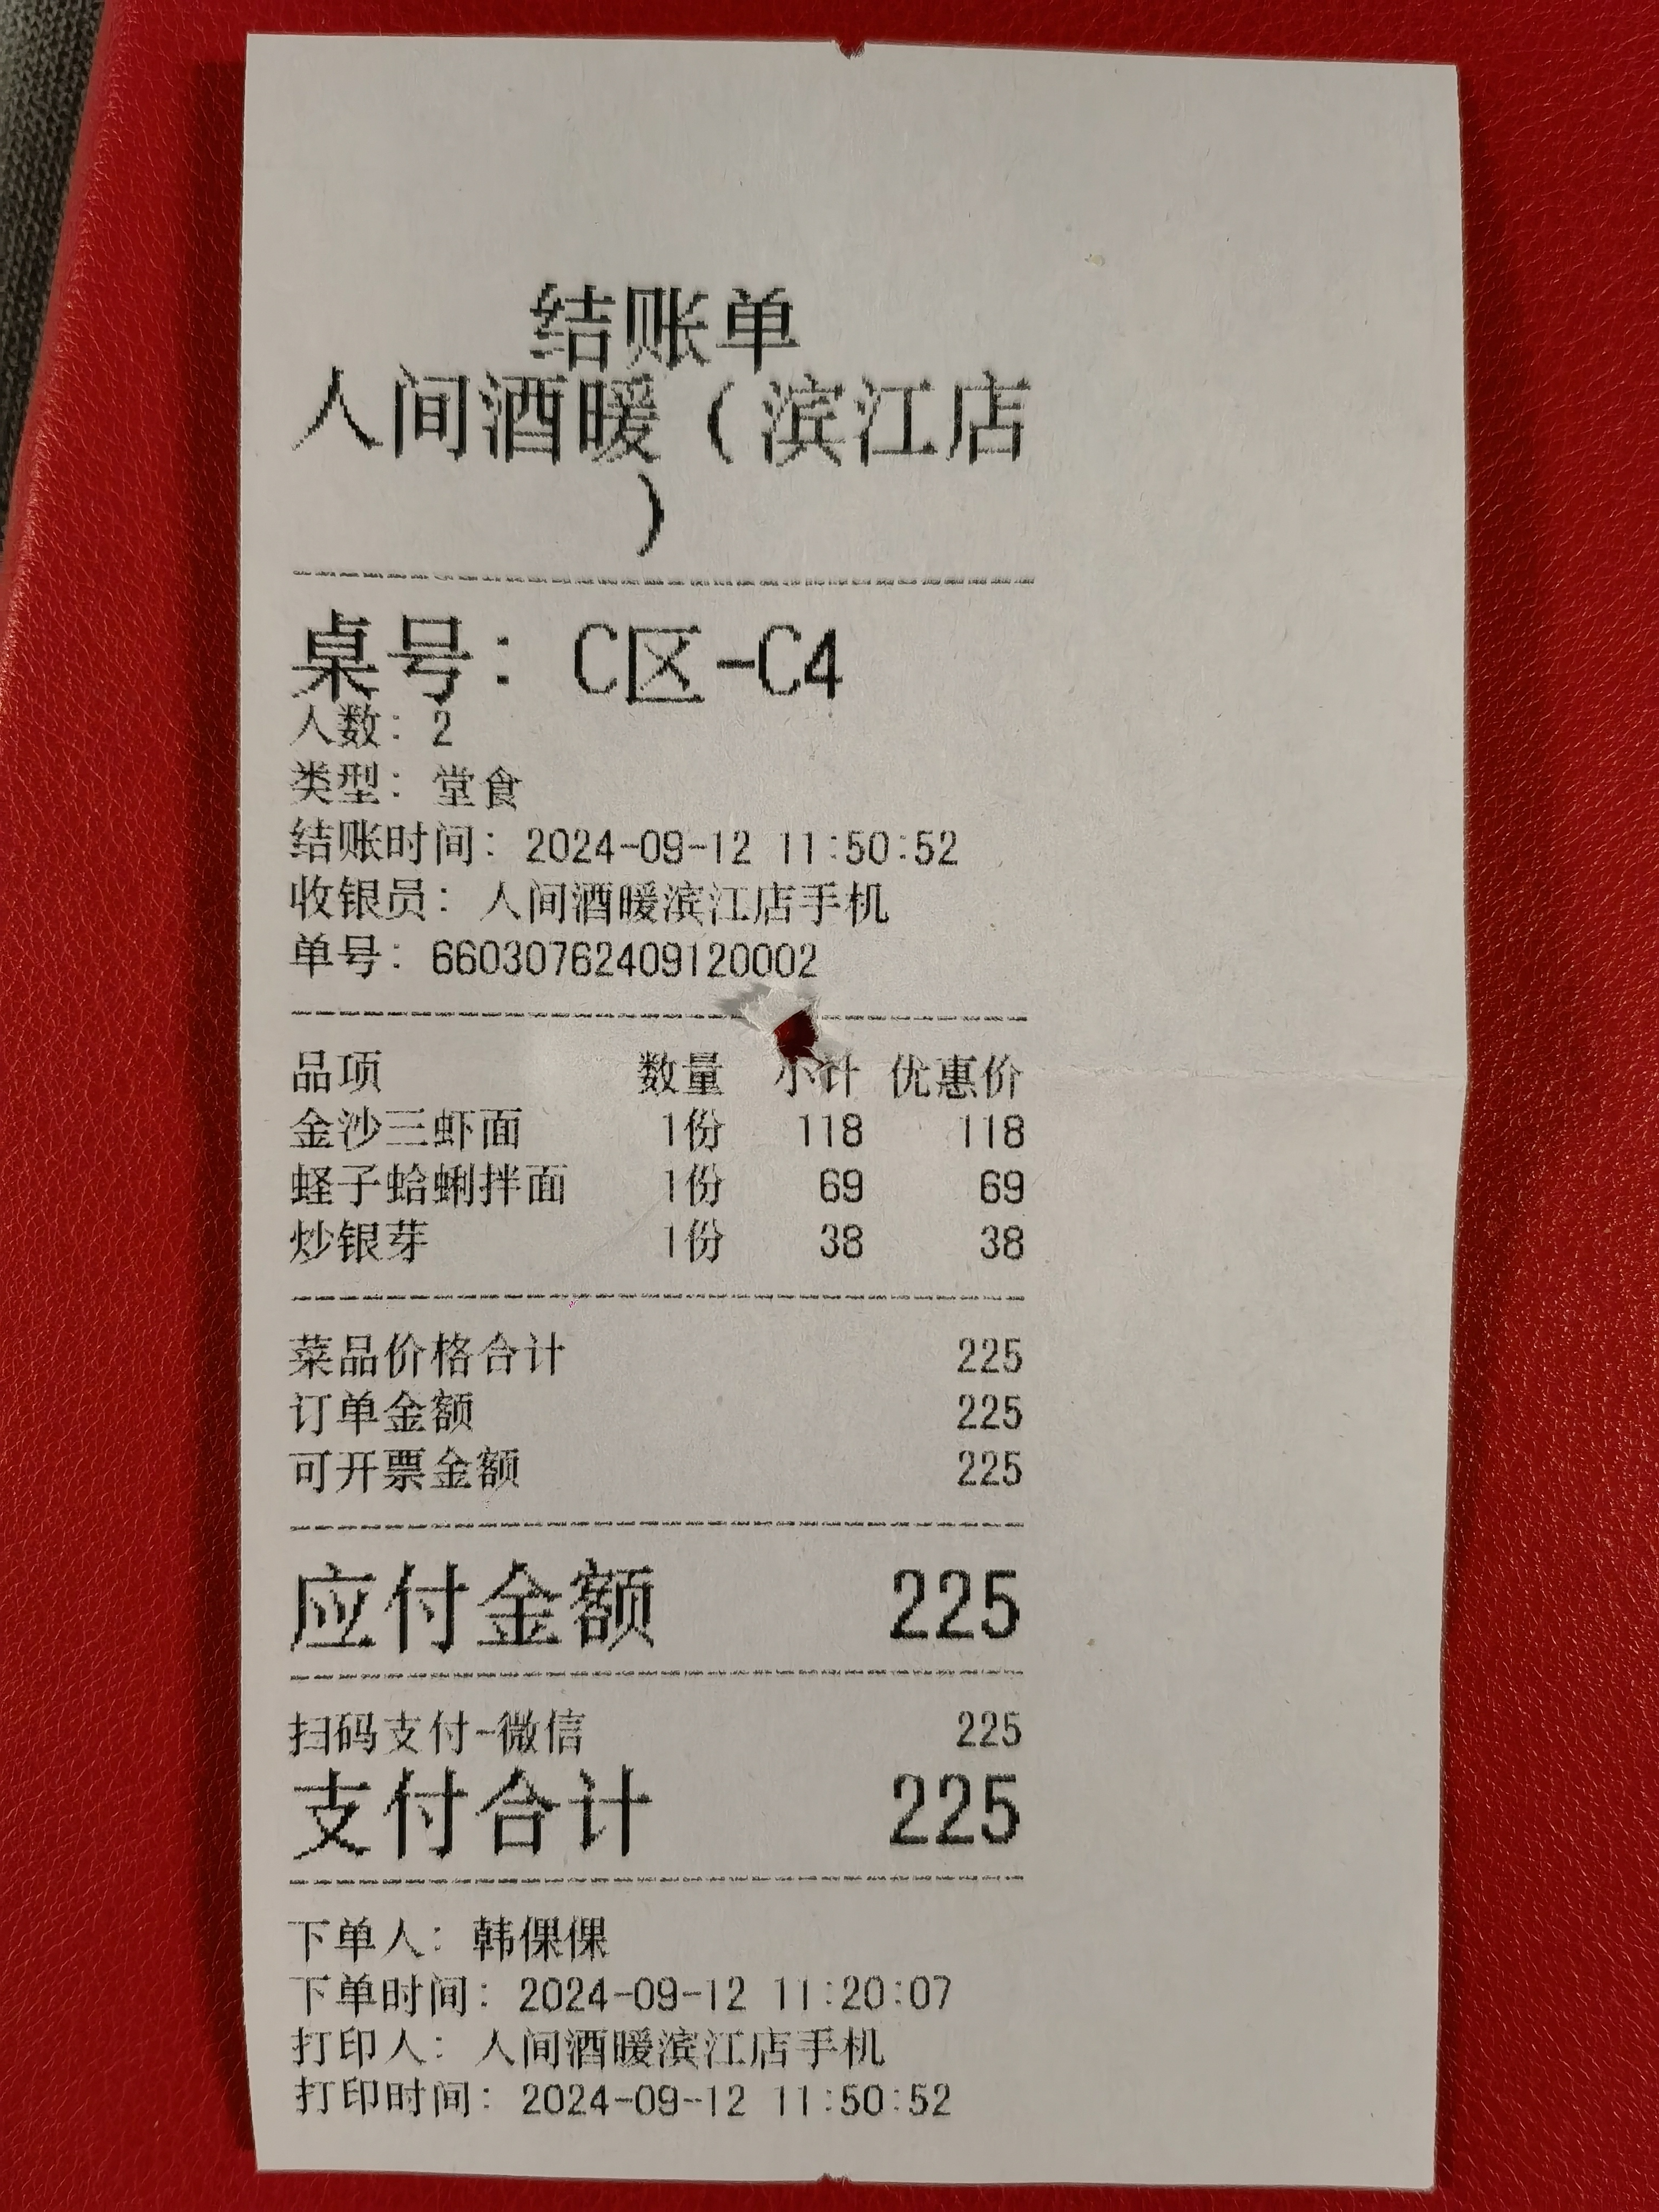 结账单
人间酒暖（滨江店
）
桌号：C区-C4
人数：2
类型：堂食
结账时间：2024-09-12 11:50:52
收银员：人间酒暖滨江店手机
单号：66030762409120002
品项 数量 小计 优惠价
金沙三虾面 1份 118 118
蛏子蛤蜊拌面 1份 69 69
炒银芽 1份 38 38
菜品价格合计 225
订单金额 225
可开票金额 225
应付金额 225
扫码支付-微信 225
支付合计 225
下单人：韩倮倮
下单时间：2024-09-12 11:20:07
打印人：人间酒暖滨江店手机
打印时间：2024-09-12 11:50:52